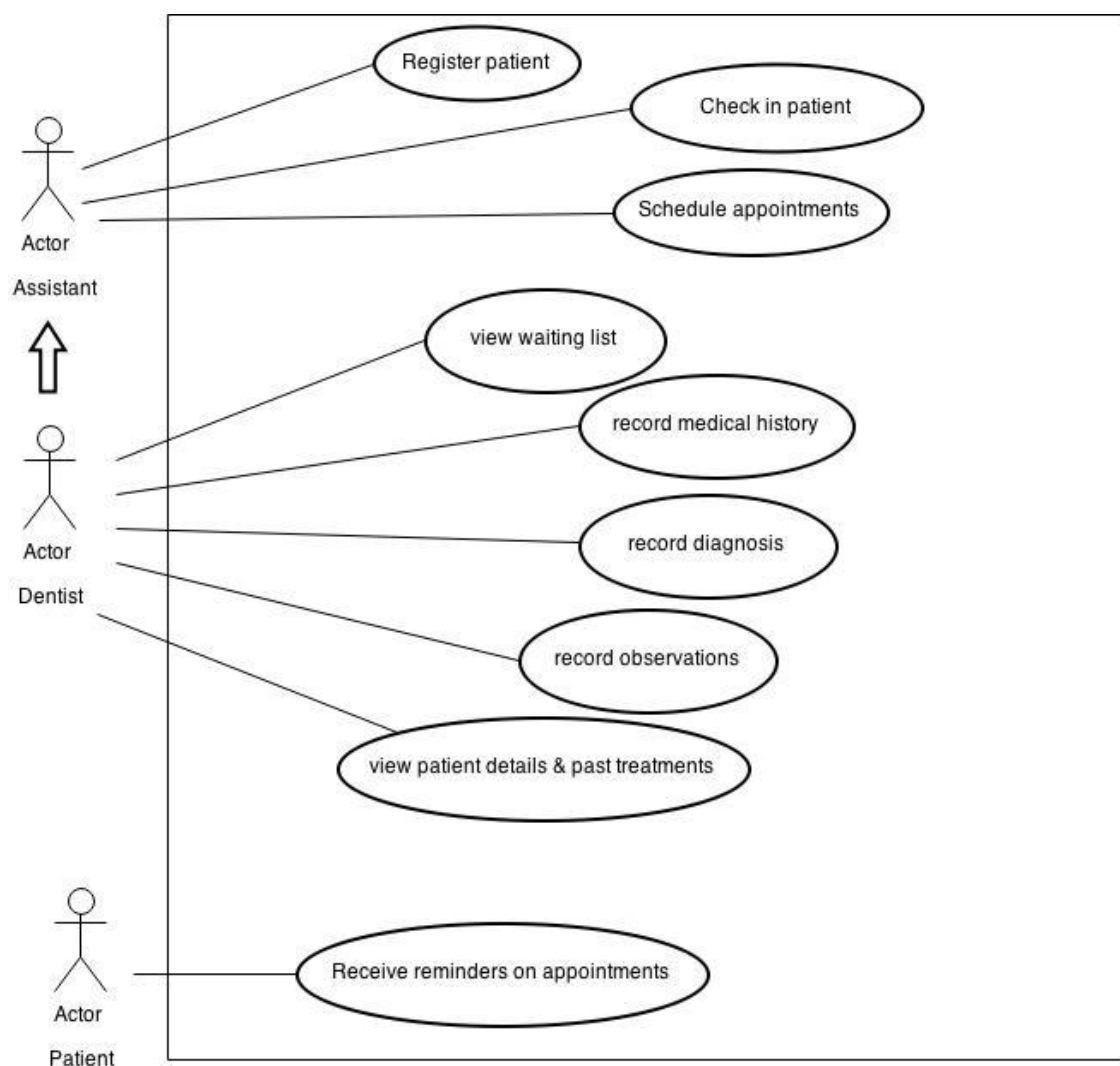 Register patient
Check in patient
Schedule appointments
Actor
Assistant
view waiting list
record medical history
record diagnosis
Actor
Dentist
record observations
view patient details & past treatments
Receive reminders on appointments
Actor
Patient